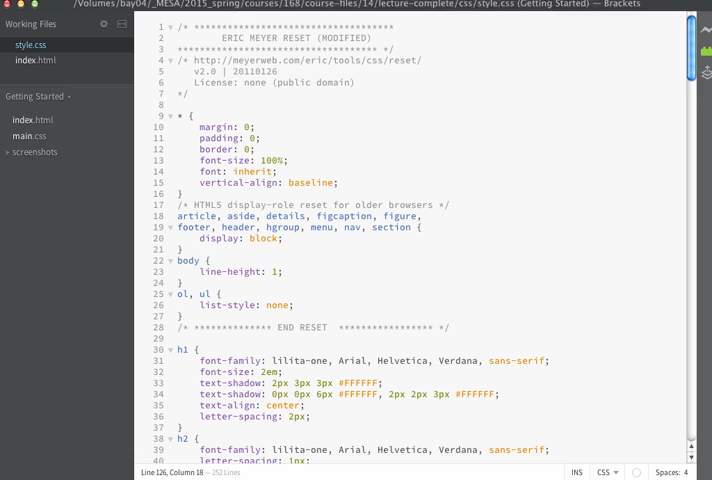 /Volumes/bay04/_MESA/2015_spring/courses/168/course-files/14/lecture-complete/css/style.css (Getting Started) — Brackets
Working Files
style.css
index.html
Getting Started
index.html
main.css
screenshots
1 /* ************************************
2 ERIC MEYER RESET (MODIFIED)
3 ************************************ */
4 /* http://meyerweb.com/eric/tools/css/reset/
5 v2.0 | 20110126
6 License: none (public domain)
7 */
8
9 * {
10 margin: 0;
11 padding: 0;
12 border: 0;
13 font-size: 100%;
14 font: inherit;
15 vertical-align: baseline;
16 }
17 /* HTML5 display-role reset for older browsers */
18 article, aside, details, figcaption, figure,
19 footer, header, hgroup, menu, nav, section {
20 display: block;
21 }
22 body {
23 line-height: 1;
24 }
25 ol, ul {
26 list-style: none;
27 }
28 /* ************** END RESET ***************** */
29
30 h1 {
31 font-family: lilita-one, Arial, Helvetica, Verdana, sans-serif;
32 font-size: 2em;
33 text-shadow: 2px 3px 3px #FFFFFF;
34 text-shadow: 0px 0px 6px #FFFFFF, 2px 2px 3px #FFFFFF;
35 text-align: center;
36 letter-spacing: 2px;
37 }
38 h2 {
39 font-family: lilita-one, Arial, Helvetica, Verdana, sans-serif;
40 letter-spacing: 1px;
Line 126, Column 18 — 252 Lines
INS
CSS
Spaces: 4